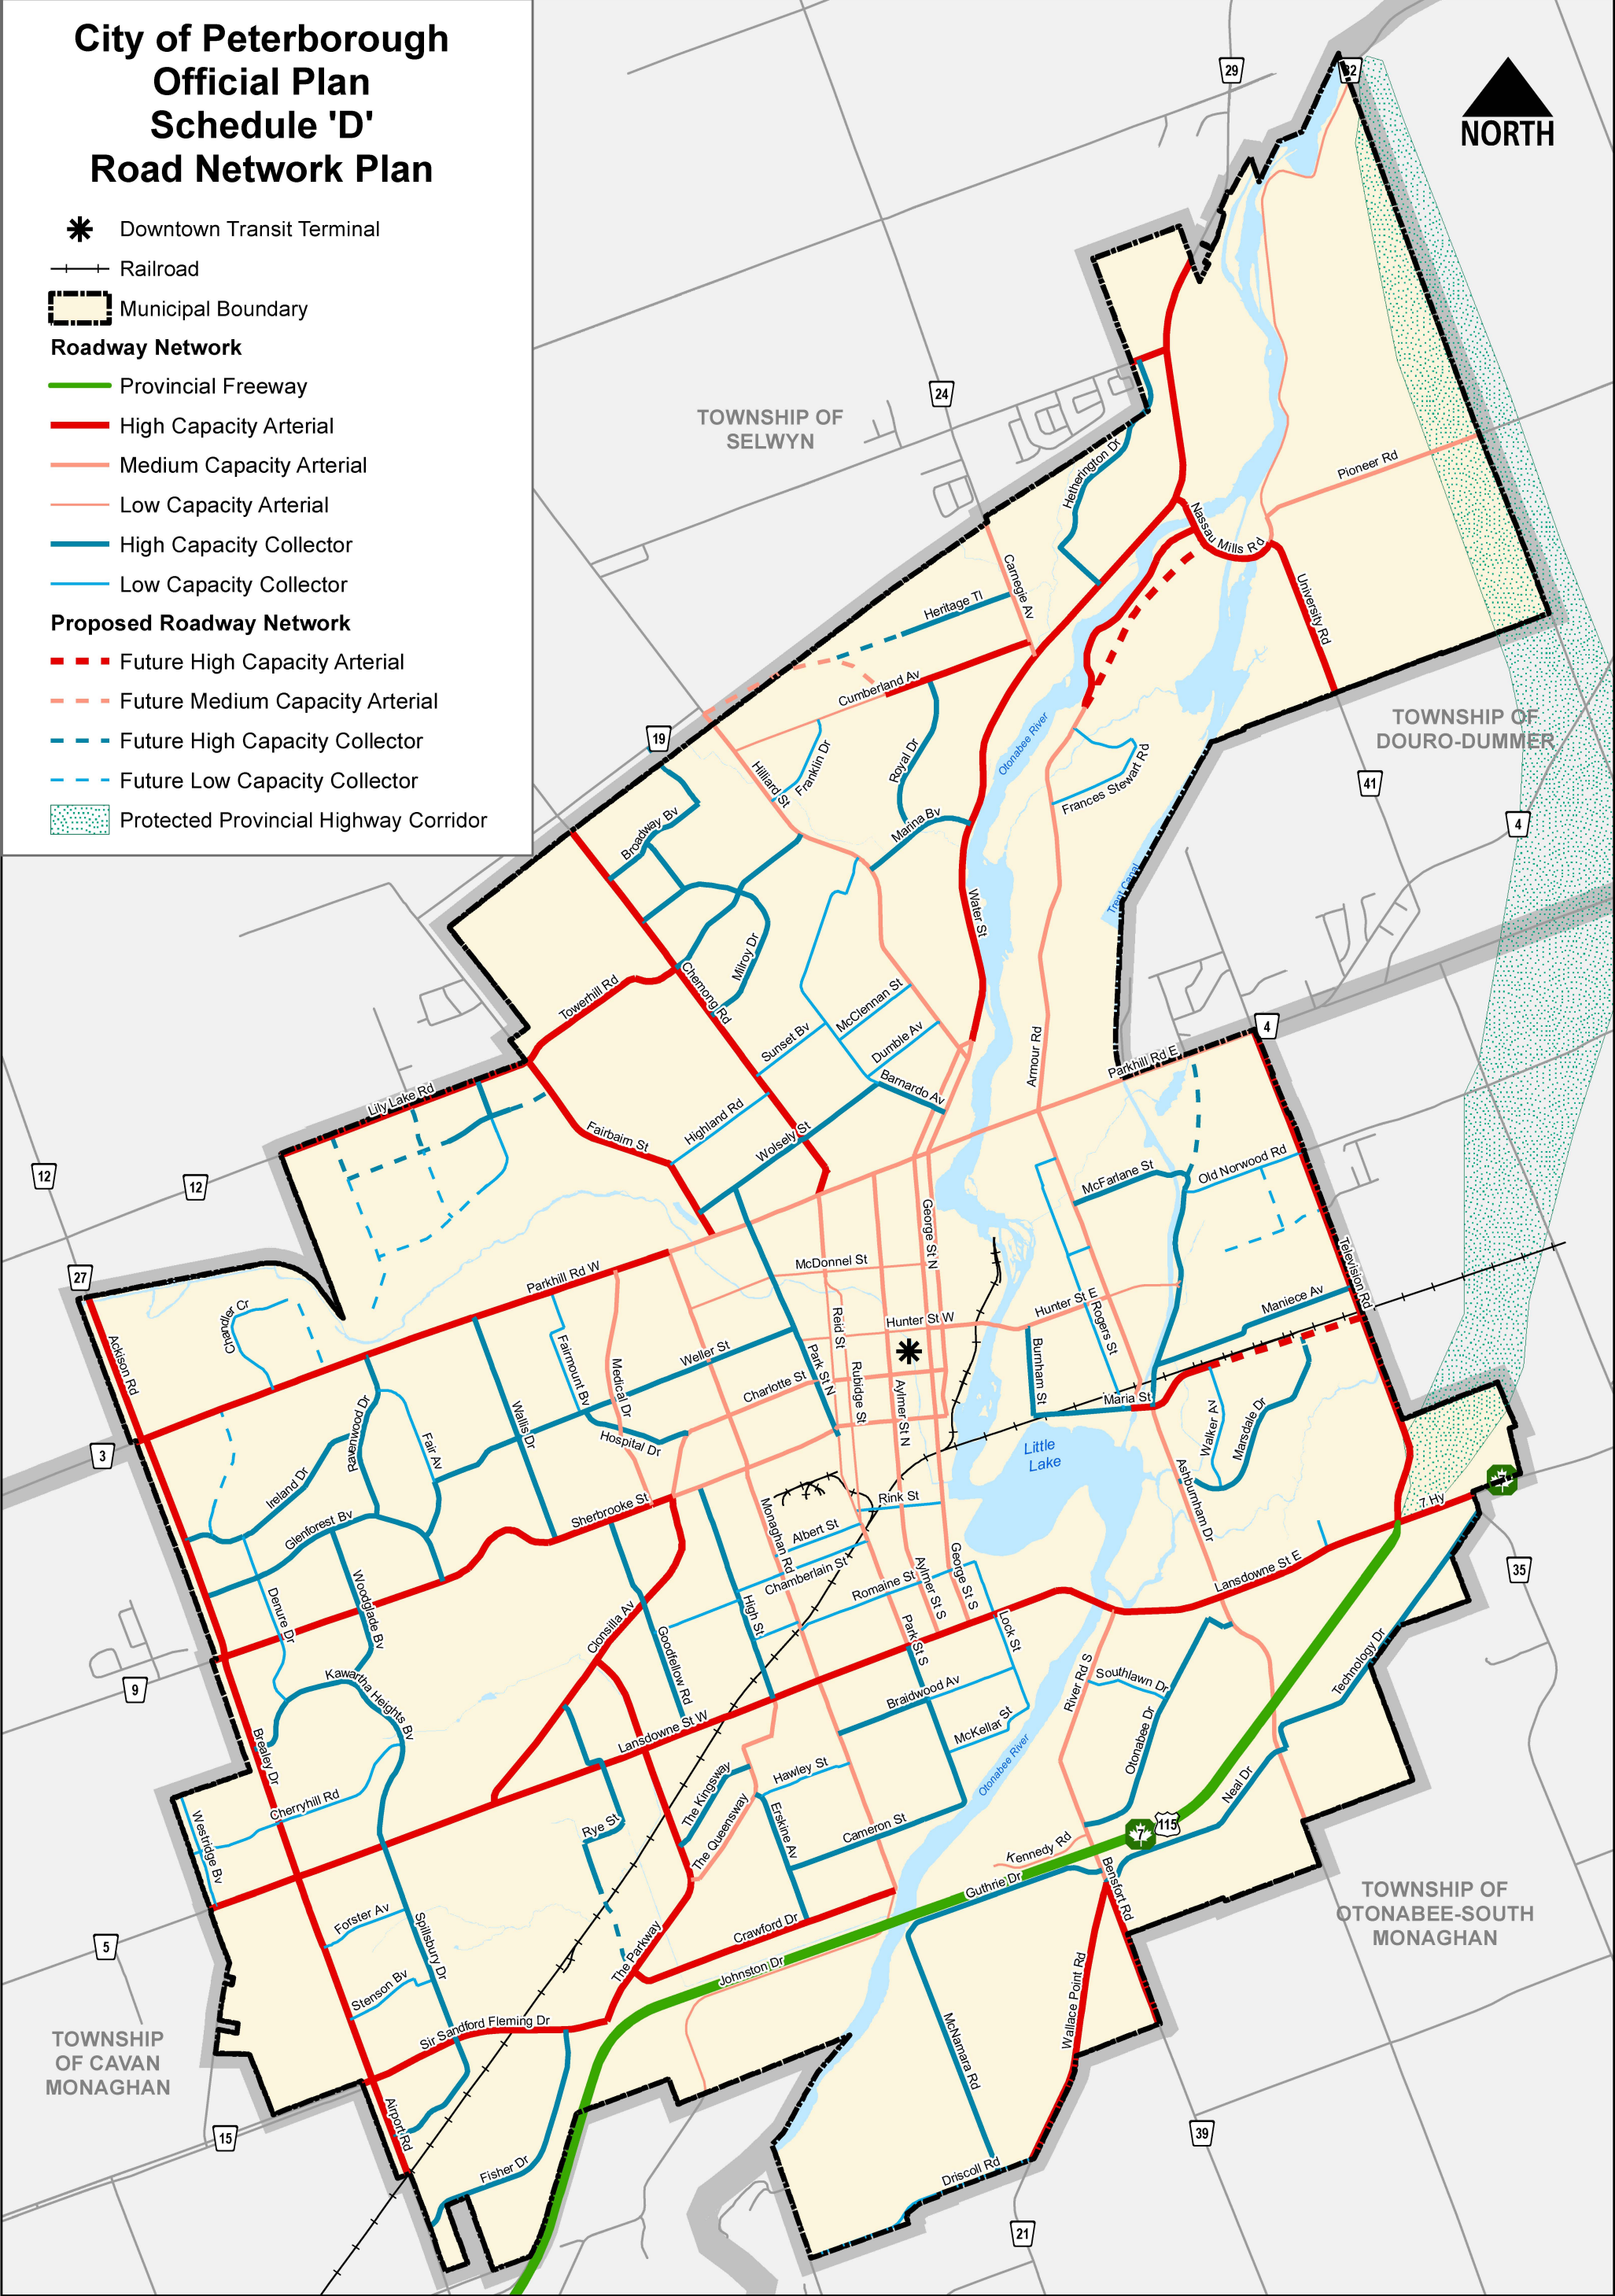 City of Peterborough
Official Plan
Schedule 'D'
Road Network Plan
Downtown Transit Terminal
Railroad
Municipal Boundary
Roadway Network
Provincial Freeway
High Capacity Arterial
Medium Capacity Arterial
Low Capacity Arterial
High Capacity Collector
Low Capacity Collector
Proposed Roadway Network
Future High Capacity Arterial
Future Medium Capacity Arterial
Future High Capacity Collector
Future Low Capacity Collector
Protected Provincial Highway Corridor
NORTH
29
32
24
TOWNSHIP OF
SELWYN
Hetherington Dr
Pioneer Rd
Nassau Mills Rd
University Rd
Carnegie Av
Heritage Tl
Cumberland Av
19
Hilliard St
Franklin Dr
Royal Dr
Otonabee River
Frances Stewart Rd
TOWNSHIP OF
DOURO-DUMMER
41
4
Broadway Bv
Marina Bv
Trent Canal
Water St
Milroy Dr
Chemong Rd
Towerhill Rd
McClennan St
Sunset Bv
Dumble Av
Barnardo Av
Armour Rd
Parkhill Rd E
4
Lily Lake Rd
Fairbairn St
Highland Rd
Wolsely St
McFarlane St
Old Norwood Rd
12
12
27
George St N
McDonnel St
Parkhill Rd W
Television Rd
Chandler Cr
Ackison Rd
Hunter St W
Hunter St E
Rogers St
Maniece Av
Reid St
Fairmount Bv
Medical Dr
Weller St
Park St N
Charlotte St
Rubidge St
Aylmer St N
Burnham St
Maria St
Walker Av
Marsdale Dr
3
Ravenwood Dr
Fair Av
Wallis Dr
Hospital Dr
Ireland Dr
Glenforest Bv
Little
Lake
Ashburnham Dr
7
7 Hy
Sherbrooke St
Monaghan Rd
Rink St
Albert St
Chamberlain St
Romaine St
Aylmer St S
George St S
Lansdowne St E
35
Denure Dr
Woodglade Bv
Clonsilla Av
Goodfellow Rd
High St
Park St S
Lock St
9
Kawartha Heights Bv
Brealey Dr
Lansdowne St W
Braidwood Av
McKellar St
River Rd S
Southlawn Dr
Otonabee Dr
Technology Dr
Otonabee River
Neal Dr
Westridge Bv
Cherryhill Rd
Rye St
The Kingsway
The Queensway
Hawley St
Erskine Av
Cameron St
7
115
Kennedy Rd
Guthrie Dr
Bensfort Rd
TOWNSHIP OF
OTONABEE-SOUTH
MONAGHAN
5
Forster Av
Spillsbury Dr
Stenson Bv
The Parkway
Crawford Dr
Johnston Dr
Sir Sandford Fleming Dr
Wallace Point Rd
McNamara Rd
TOWNSHIP
OF CAVAN
MONAGHAN
15
Airport Rd
Fisher Dr
Driscoll Rd
39
21